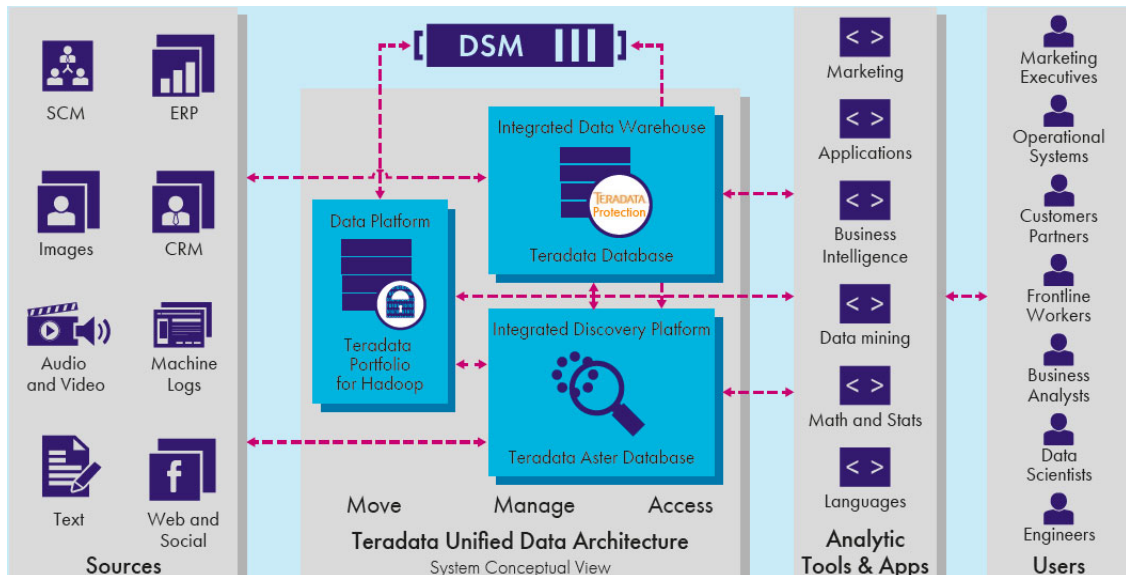 SCM
ERP
Images
CRM
Audio
and Video
Machine
Logs
Text
Web and
Social
Sources
DSM
Integrated Data Warehouse
TERADATA
Protection
Teradata Database
Data Platform
Teradata
Portfolio
for Hadoop
Integrated Discovery Platform
Teradata Aster Database
Move
Manage
Access
Teradata Unified Data Architecture
System Conceptual View
< >
Marketing
< >
Applications
< >
Business
Intelligence
< >
Data mining
< >
Math and Stats
< >
Languages
Analytic
Tools & Apps
Marketing
Executives
Operational
Systems
Customers
Partners
Frontline
Workers
Business
Analysts
Data
Scientists
Engineers
Users